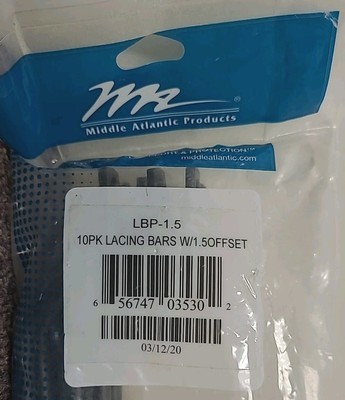 Middle Atlantic Products
& PROTECTION™
middleatlantic.com
LBP-1.5
10PK LACING BARS W/1.5OFFSET
6 56747 03530 2
03/12/20